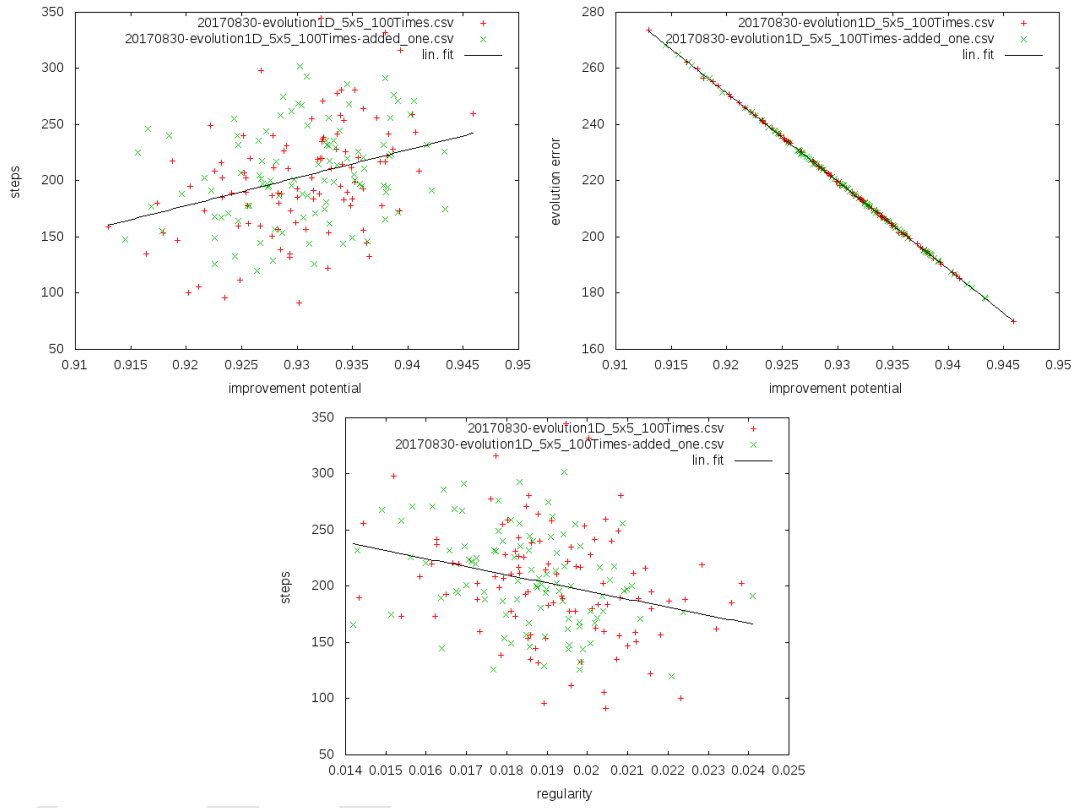 350
300
250
200
150
100
50
0.91 0.915 0.92 0.925 0.93 0.935 0.94 0.945 0.95
steps
improvement potential
20170830-evolution1D_5x5_100Times.csv
20170830-evolution1D_5x5_100Times-added_one.csv
lin. fit
280
260
240
220
200
180
160
0.91 0.915 0.92 0.925 0.93 0.935 0.94 0.945 0.95
evolution error
improvement potential
20170830-evolution1D_5x5_100Times.csv
20170830-evolution1D_5x5_100Times-added_one.csv
lin. fit
350
300
250
200
150
100
50
0.014 0.015 0.016 0.017 0.018 0.019 0.02 0.021 0.022 0.023 0.024 0.025
steps
regularity
20170830-evolution1D_5x5_100Times.csv
20170830-evolution1D_5x5_100Times-added_one.csv
lin. fit